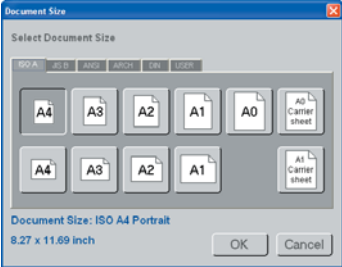 Document Size
Select Document Size
ISO A JIS B ANSI ARCH DIN USER
A4 A3 A2 A1 A0 A0 Carrier sheet
A4 A3 A2 A1 A1 Carrier sheet
Document Size: ISO A4 Portrait
8.27 x 11.69 inch
OK Cancel